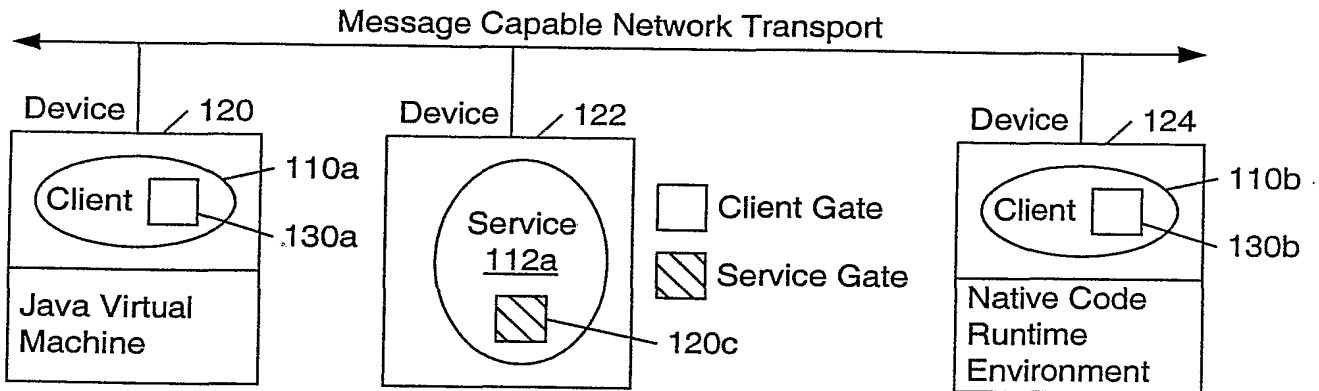 Message Capable Network Transport
Device
120
Device
122
Device
124
Client
110a
130a
Java Virtual
Machine
Service
112a
120c
Client Gate
Service Gate
Client
110b
130b
Native Code
Runtime
Environment